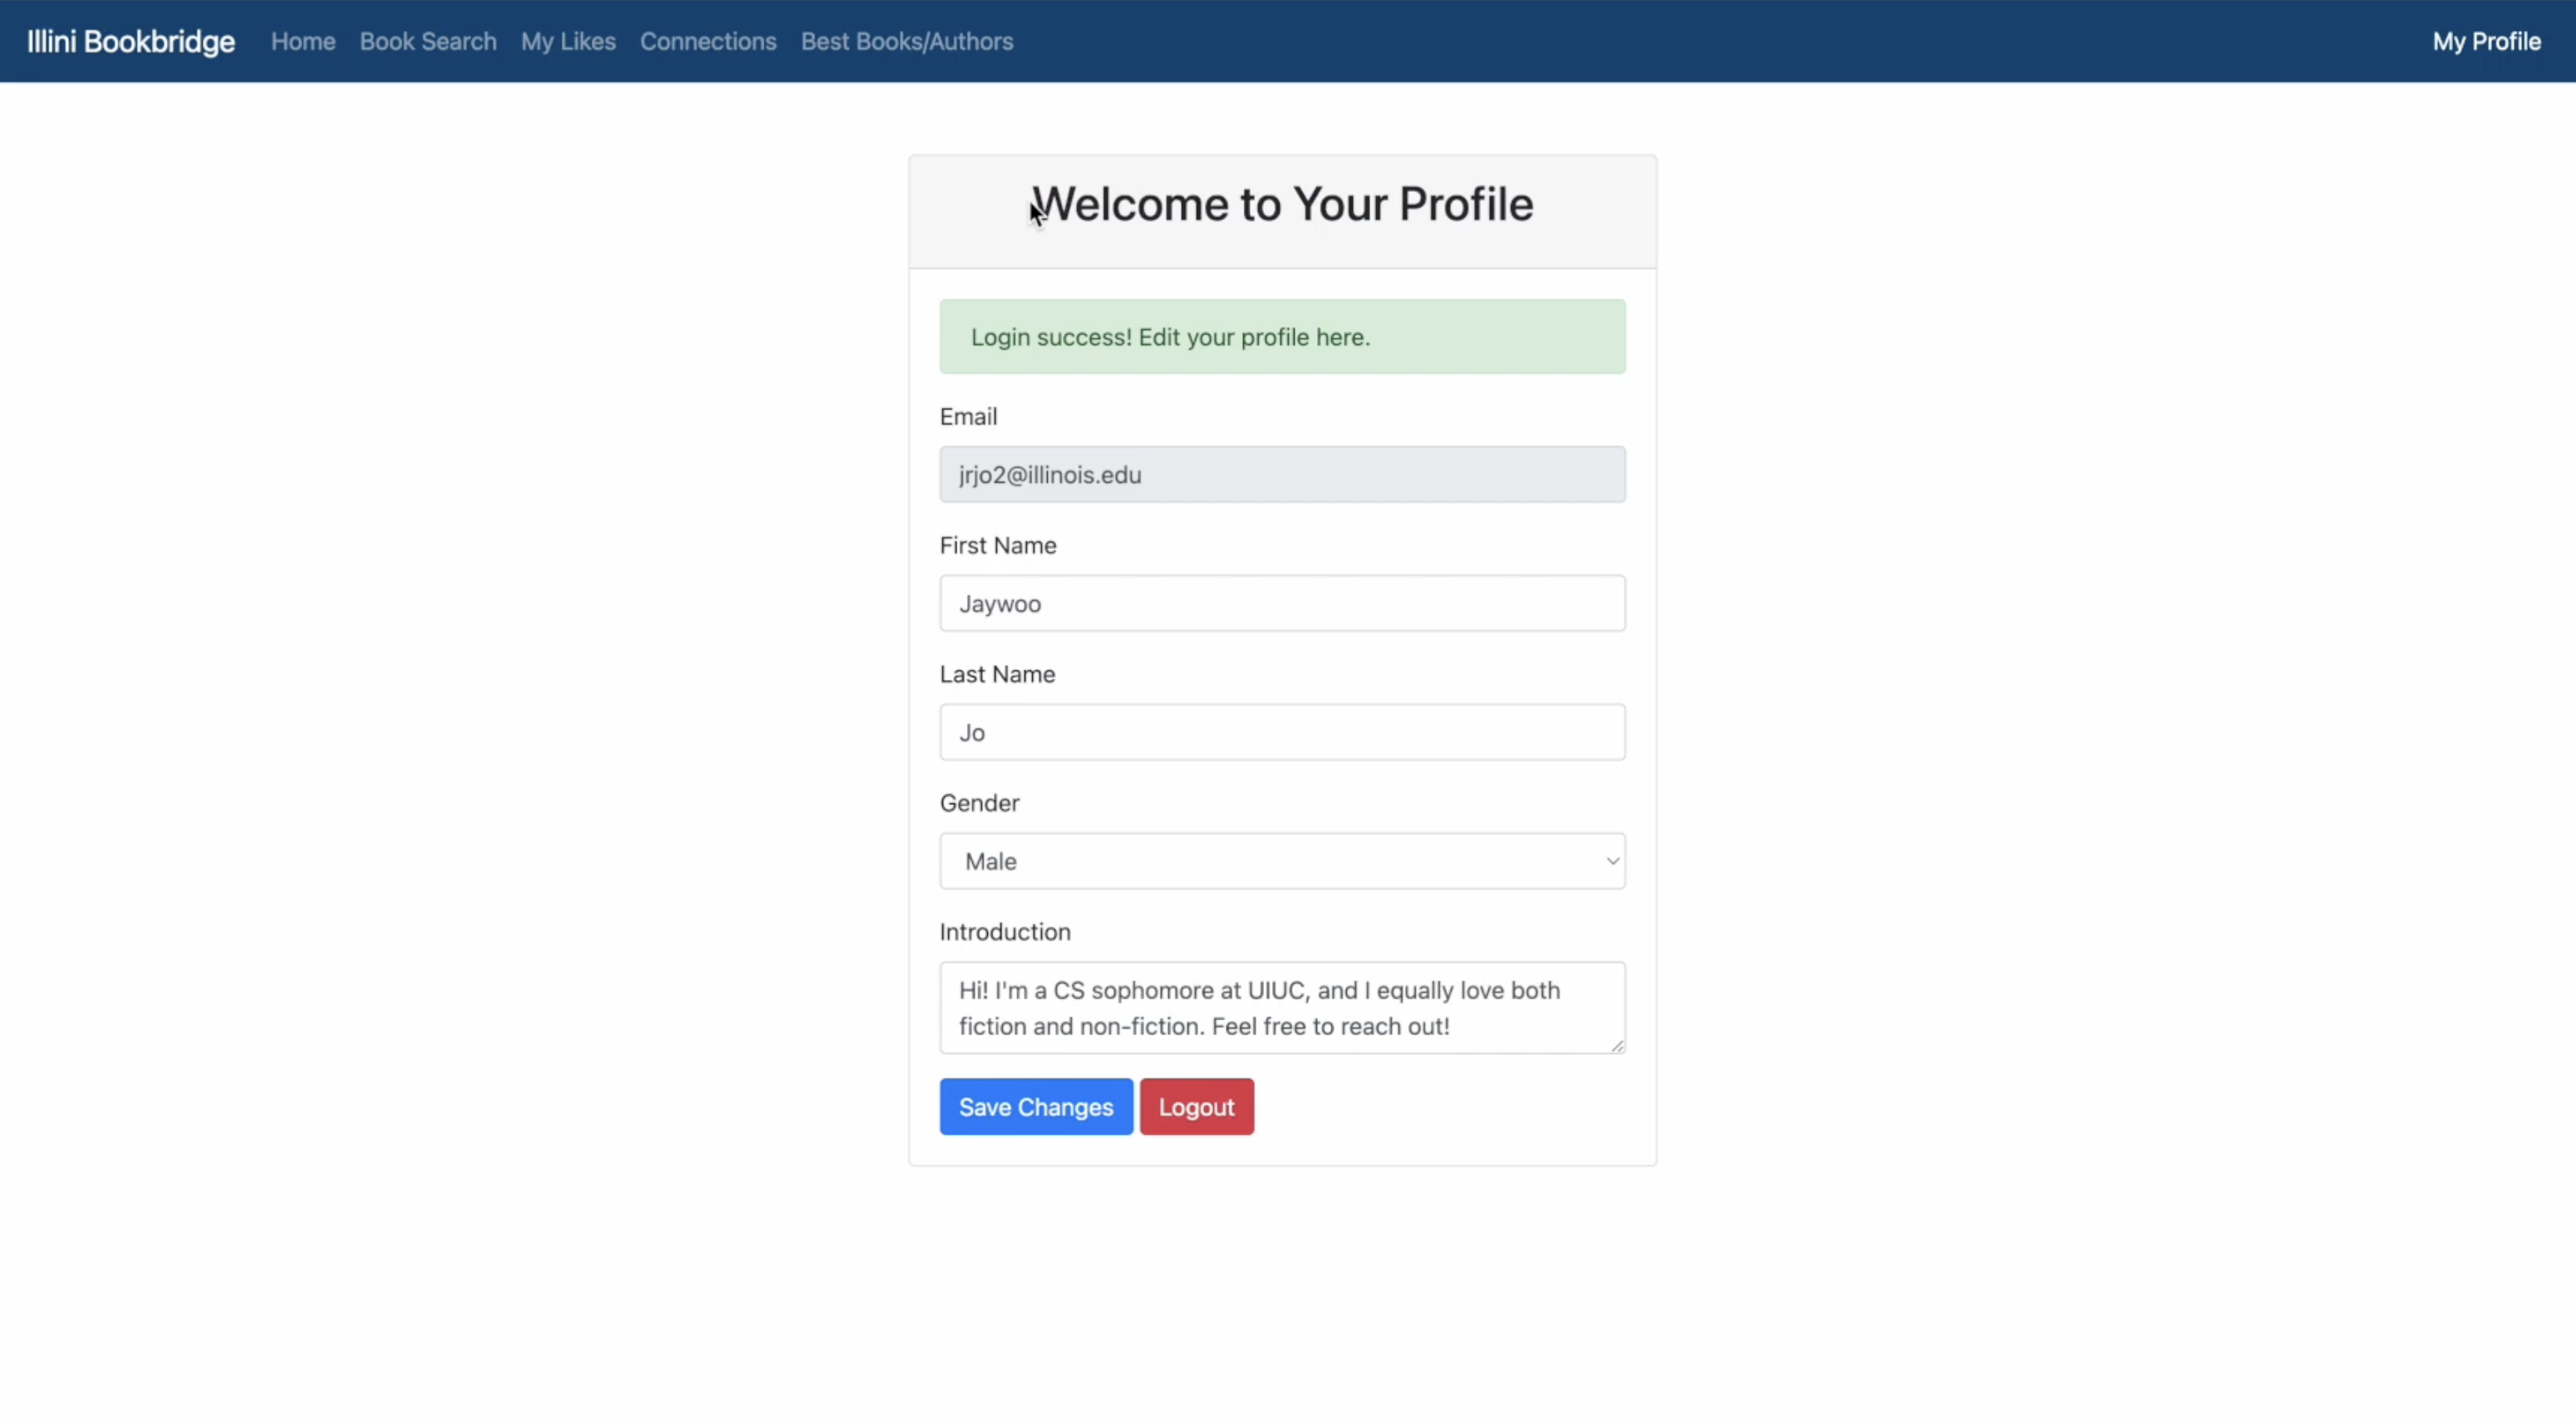 Illini Bookbridge Home Book Search My Likes Connections Best Books/Authors My Profile
Welcome to Your Profile
Login success! Edit your profile here.
Email
jrjo2@illinois.edu
First Name
Jaywoo
Last Name
Jo
Gender
Male
Introduction
Hi! I'm a CS sophomore at UIUC, and I equally love both
fiction and non-fiction. Feel free to reach out!
Save Changes Logout